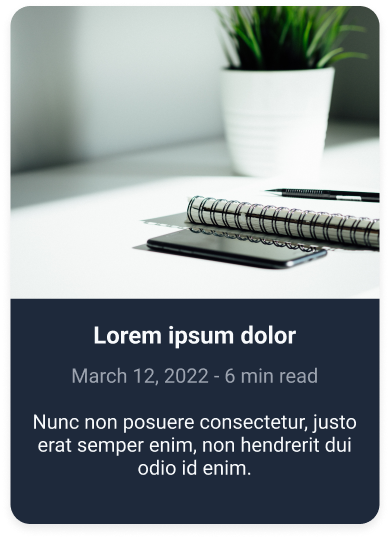 Lorem ipsum dolor
March 12, 2022 - 6 min read
Nunc non posuere consectetur, justo
erat semper enim, non hendrerit dui
odio id enim.